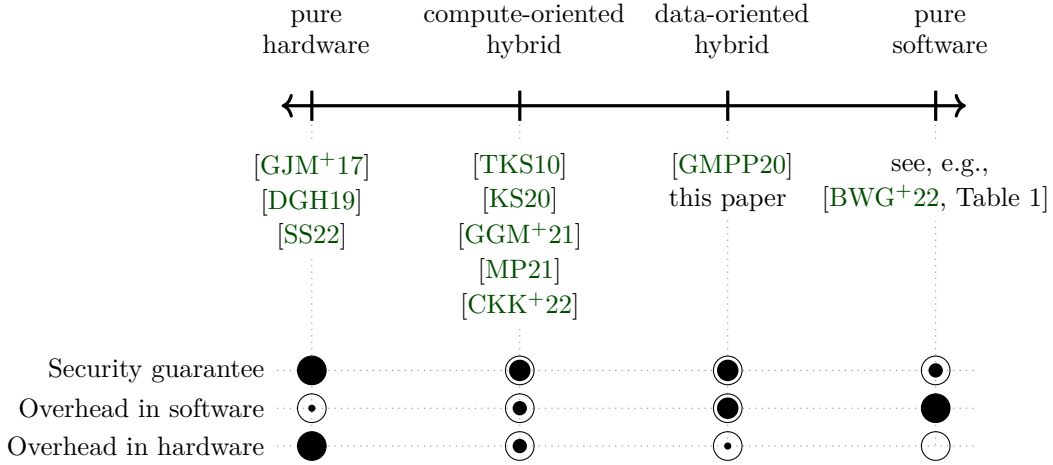 pure
hardware
compute-oriented
hybrid
data-oriented
hybrid
pure
software
[GJM+17]
[DGH19]
[SS22]
[TKS10]
[KS20]
[GGM+21]
[MP21]
[CKK+22]
[GMPP20]
this paper
see, e.g.,
[BWG+22, Table 1]
Security guarantee
Overhead in software
Overhead in hardware